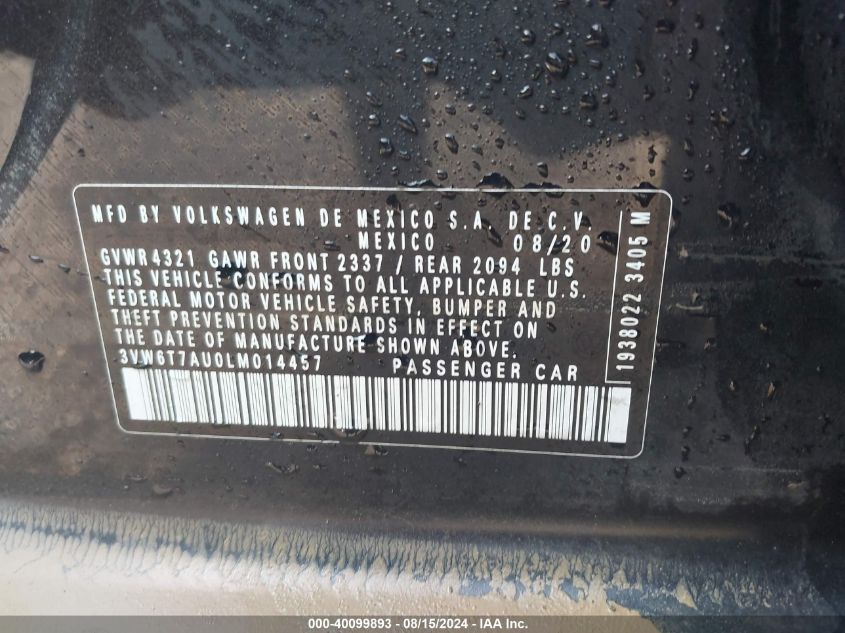 MFD BY VOLKSWAGEN DE MEXICO S.A. DE C.V.
MEXICO 08/20
GVWR 4321 GAWR FRONT 2337 / REAR 2094 LBS
THIS VEHICLE CONFORMS TO ALL APPLICABLE U.S.
FEDERAL MOTOR VEHICLE SAFETY, BUMPER AND
THEFT PREVENTION STANDARDS IN EFFECT ON
THE DATE OF MANUFACTURE SHOWN ABOVE.
3VW6T7AU0LM014457 PASSENGER CAR
1938022 3405 M
000-40099893 - 08/15/2024 - IAA Inc.